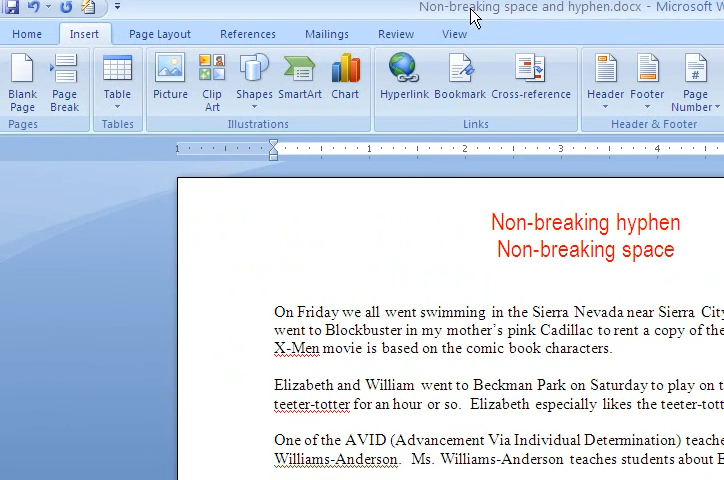 Non-breaking space and hyphen.docx - Microsoft W
Home Insert Page Layout References Mailings Review View
Blank Page Page Break Table Picture Clip Art Shapes SmartArt Chart Hyperlink Bookmark Cross-reference Header Footer Page Number
Pages Tables Illustrations Links Header & Footer
1 1 2 3 4
Non-breaking hyphen
Non-breaking space
On Friday we all went swimming in the Sierra Nevada near Sierra City
went to Blockbuster in my mother’s pink Cadillac to rent a copy of the
X-Men movie is based on the comic book characters.
Elizabeth and William went to Beckman Park on Saturday to play on t
teeter-totter for an hour or so. Elizabeth especially likes the teeter-tott
One of the AVID (Advancement Via Individual Determination) teache
Williams-Anderson. Ms. Williams-Anderson teaches students about E